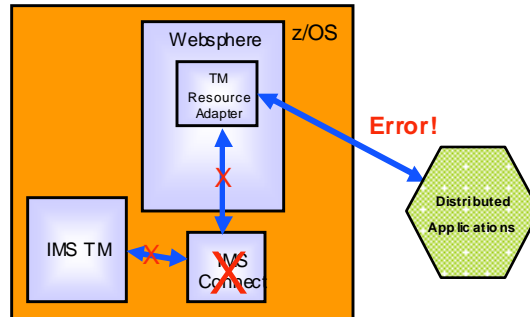 z/OS
Websphere
TM
Resource
Adapter
Error!
Distributed
Applications
IMS TM
IMS
Connect